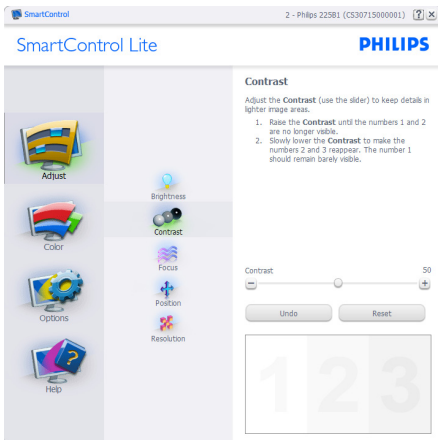 SmartControl
2 - Philips 225B1 (CS30715000001)
SmartControl Lite
PHILIPS
Adjust
Color
Options
Help
Brightness
Contrast
Focus
Position
Resolution
Contrast
Adjust the Contrast (use the slider) to keep details in
lighter image areas.
1. Raise the Contrast until the numbers 1 and 2
are no longer visible.
2. Slowly lower the Contrast to make the
numbers 2 and 3 reappear. The number 1
should remain barely visible.
Contrast 50
Undo Reset
1 2 3